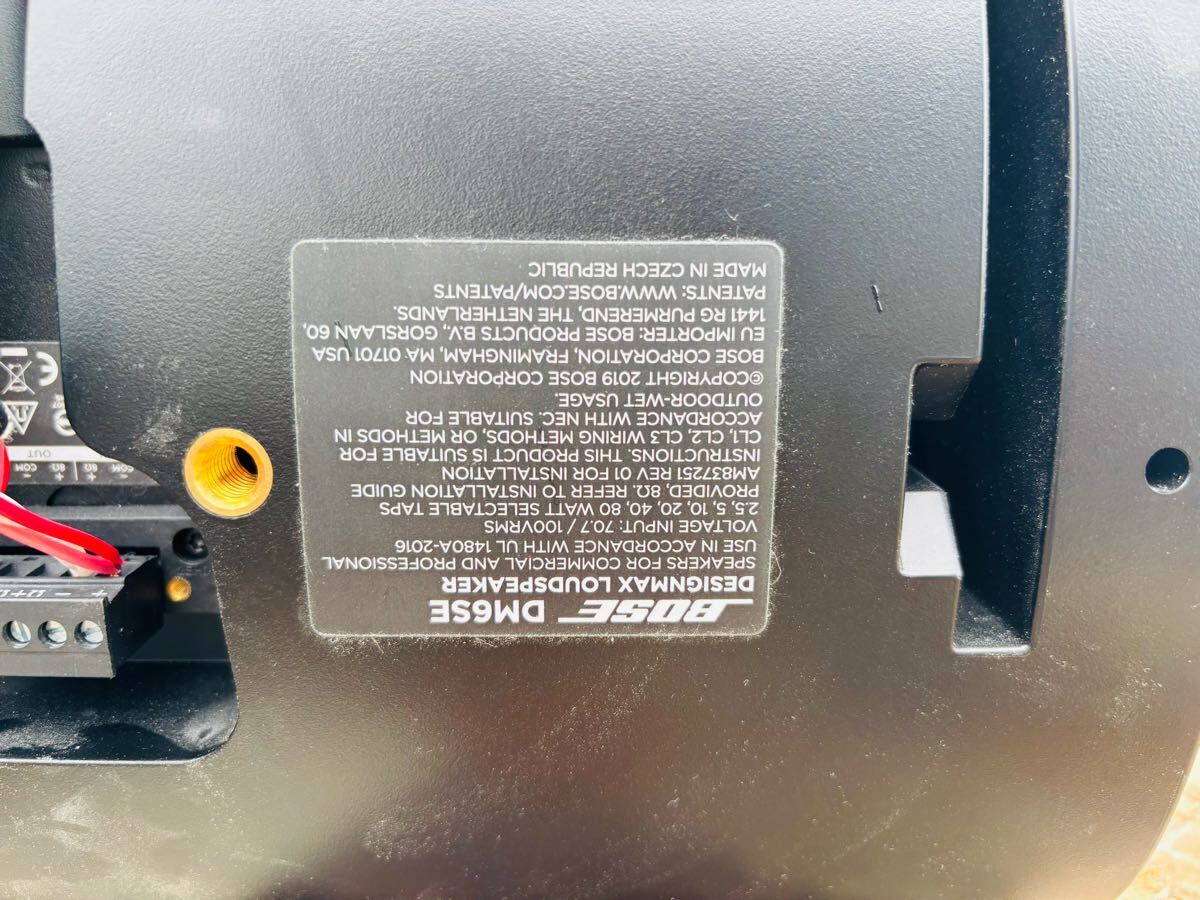 BOSE DM6SE
DESIGNMAX LOUDSPEAKER
SPEAKERS FOR COMMERCIAL AND PROFESSIONAL
USE IN ACCORDANCE WITH UL 1480A-2016
VOLTAGE INPUT: 70.7 / 100VRMS
2.5, 5, 10, 20, 40, 80 WATT SELECTABLE TAPS
PROVIDED, 8Ω. REFER TO INSTALLATION GUIDE
AM837251 REV 01 FOR INSTALLATION
INSTRUCTIONS. THIS PRODUCT IS SUITABLE FOR
CL1, CL2, CL3 WIRING METHODS, OR METHODS IN
ACCORDANCE WITH NEC. SUITABLE FOR
OUTDOOR-WET USAGE.
©COPYRIGHT 2019 BOSE CORPORATION
BOSE CORPORATION, FRAMINGHAM, MA 01701 USA
EU IMPORTER: BOSE PRODUCTS B.V., GORSLAAN 60,
1441 RG PURMEREND, THE NETHERLANDS.
PATENTS: WWW.BOSE.COM/PATENTS
MADE IN CZECH REPUBLIC
+ −
+ −
8Ω COM 8Ω COM
OUT
CE